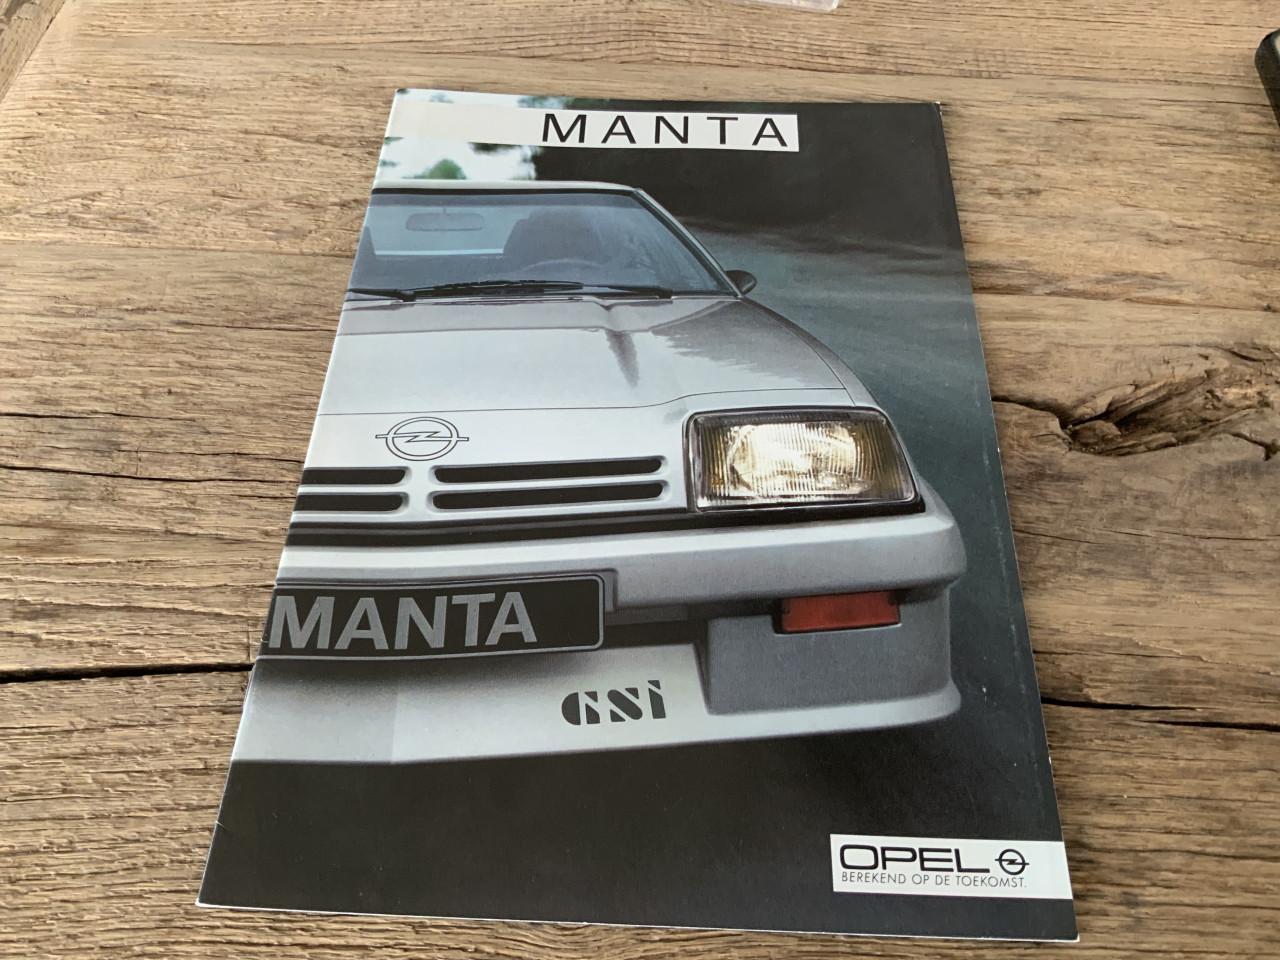 MANTA
MANTA
GSi
OPEL
BEREKEND OP DE TOEKOMST.